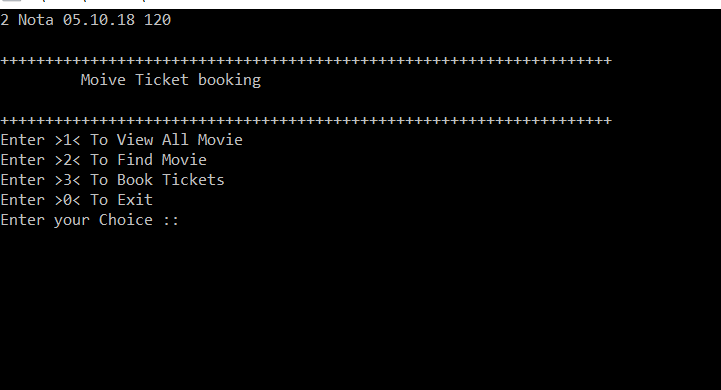 2 Nota 05.10.18 120
++++++++++++++++++++++++++++++++++++++++++++++++++++++++++++++++++++
Moive Ticket booking
++++++++++++++++++++++++++++++++++++++++++++++++++++++++++++++++++++
Enter >1< To View All Movie
Enter >2< To Find Movie
Enter >3< To Book Tickets
Enter >0< To Exit
Enter your Choice ::